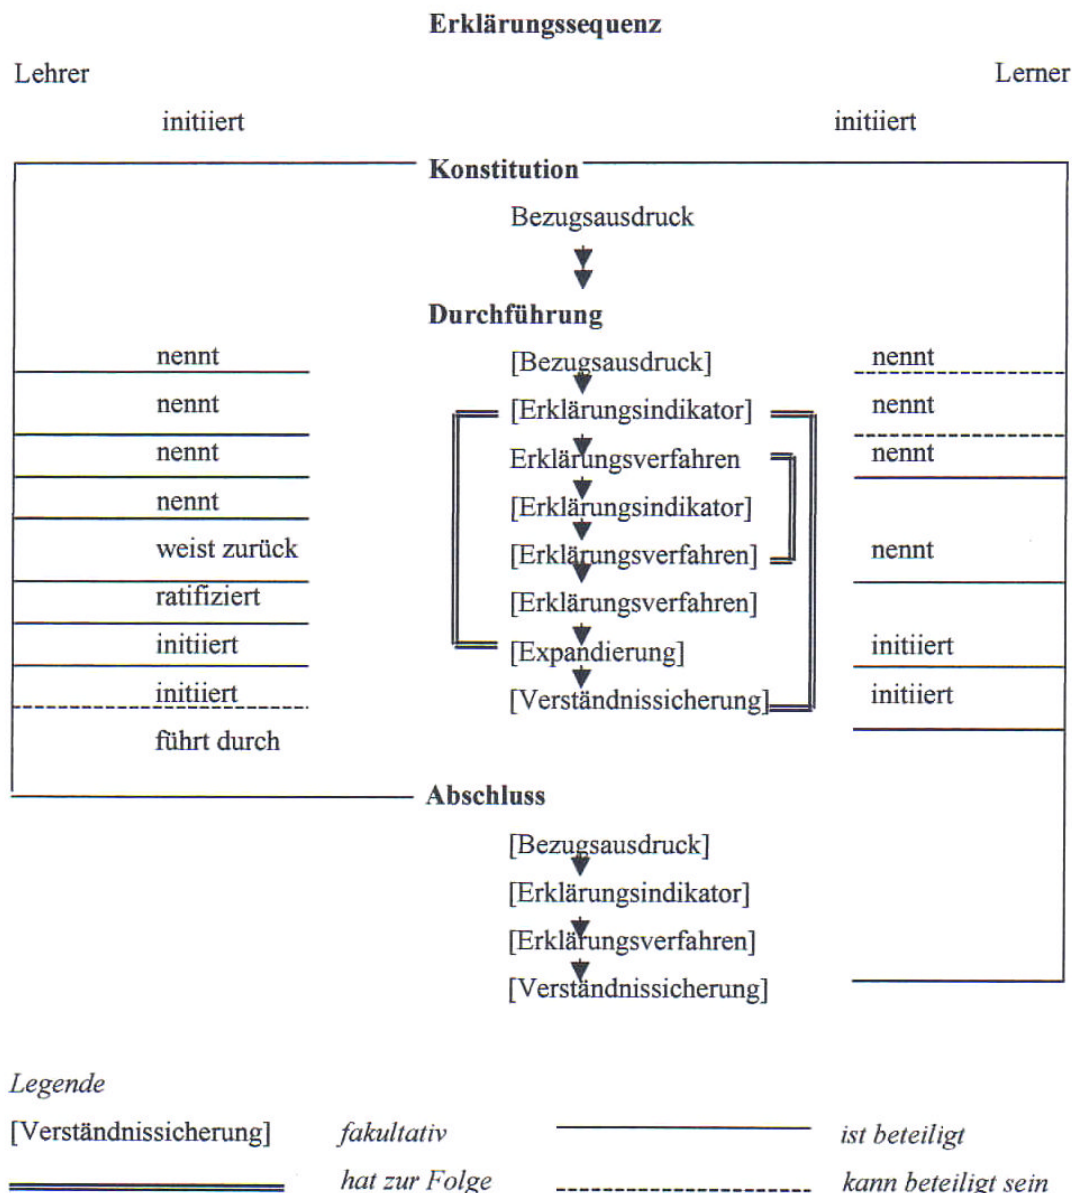 Erklärungssequenz
Lehrer Lerner
initiiert initiiert
Konstitution
Bezugsausdruck
Durchführung
nennt [Bezugsausdruck] nennt
nennt [Erklärungsindikator] nennt
nennt Erklärungsverfahren nennt
nennt [Erklärungsindikator]
weist zurück [Erklärungsverfahren] nennt
ratifiziert [Erklärungsverfahren]
initiiert [Expandierung] initiiert
initiiert [Verständnissicherung] initiiert
führt durch
Abschluss
[Bezugsausdruck]
[Erklärungsindikator]
[Erklärungsverfahren]
[Verständnissicherung]
Legende
[Verständnissicherung] fakultativ ist beteiligt
hat zur Folge kann beteiligt sein